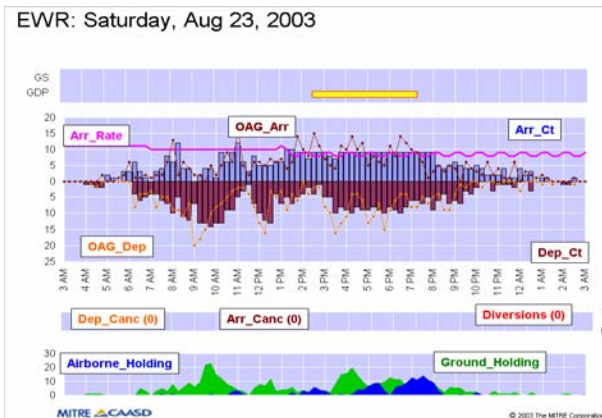 EWR: Saturday, Aug 23, 2003
GS
GDP
20
15
10
5
0
5
10
15
20
25
Arr_Rate
OAG_Arr
Arr_Ct
OAG_Dep
Dep_Ct
3 AM
4 AM
5 AM
6 AM
7 AM
8 AM
9 AM
10 AM
11 AM
12 PM
1 PM
2 PM
3 PM
4 PM
5 PM
6 PM
7 PM
8 PM
9 PM
10 PM
11 PM
12 AM
1 AM
2 AM
3 AM
Dep_Canc (0)
Arr_Canc (0)
Diversions (0)
30
20
10
0
Airborne_Holding
Ground_Holding
MITRE CAASD
© 2003 The MITRE Corporation